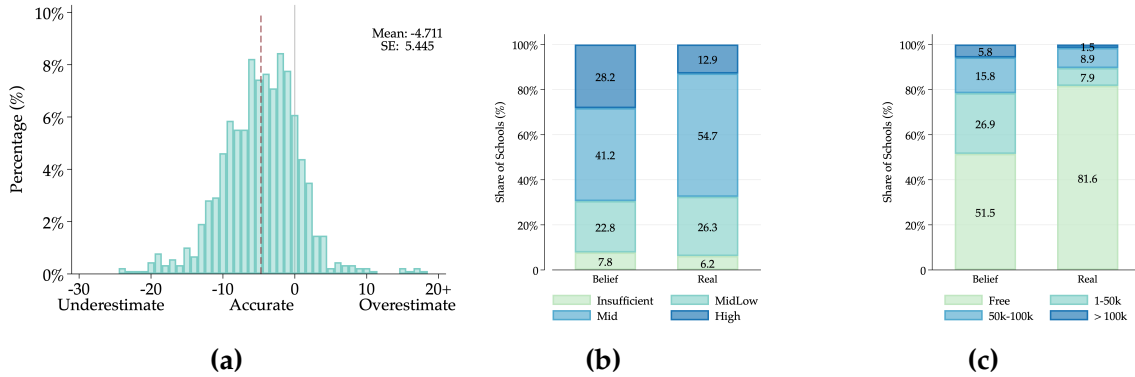 10%
8%
6%
4%
2%
0%
Percentage (%)
Mean: -4.711
SE: 5.445
-30
-20
-10
0
10
20+
Underestimate
Accurate
Overestimate
(a)
100%
80%
60%
40%
20%
0
Share of Schools (%)
28.2
41.2
22.8
7.8
12.9
54.7
26.3
6.2
Belief
Real
Insufficient
MidLow
Mid
High
(b)
100%
80%
60%
40%
20%
0
Share of Schools (%)
5.8
15.8
26.9
51.5
1.5
8.9
7.9
81.6
Belief
Real
Free
1-50k
50k-100k
> 100k
(c)